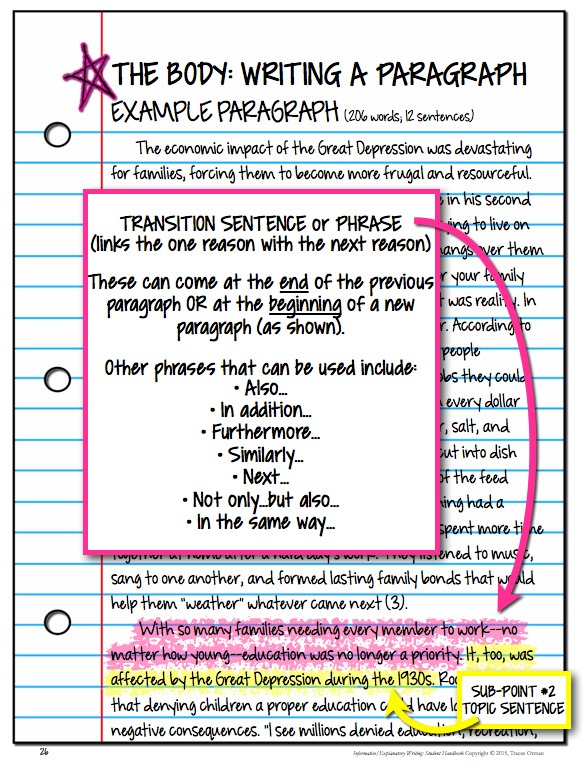 THE BODY: WRITING A PARAGRAPH
EXAMPLE PARAGRAPH (206 words; 12 sentences)
The economic impact of the Great Depression was devastating
for families, forcing them to become more frugal and resourceful.
e in his second
ing to live on
hangs over them
r your family
t was reality. In
r. According to
people
obs they could
every dollar
r, salt, and
cut into dish
of the feed
hing had a
spent more time
together at home after a hard day's work. They listened to music,
sang to one another, and formed lasting family bonds that would
help them "weather" whatever came next (3).
With so many families needing every member to work--no
matter how young--education was no longer a priority. It, too, was
affected by the Great Depression during the 1930s. Roo
that denying children a proper education could have lo
negative consequences. "I see millions denied education, recreation,
TRANSITION SENTENCE or PHRASE
(links the one reason with the next reason)
These can come at the end of the previous
paragraph OR at the beginning of a new
paragraph (as shown).
Other phrases that can be used include:
• Also...
• In addition...
• Furthermore...
• Similarly...
• Next...
• Not only...but also...
• In the same way...
SUB-POINT #2
TOPIC SENTENCE
26
Informative/Explanatory Writing: Student Handbook Copyright © 2015, Tracee Orman